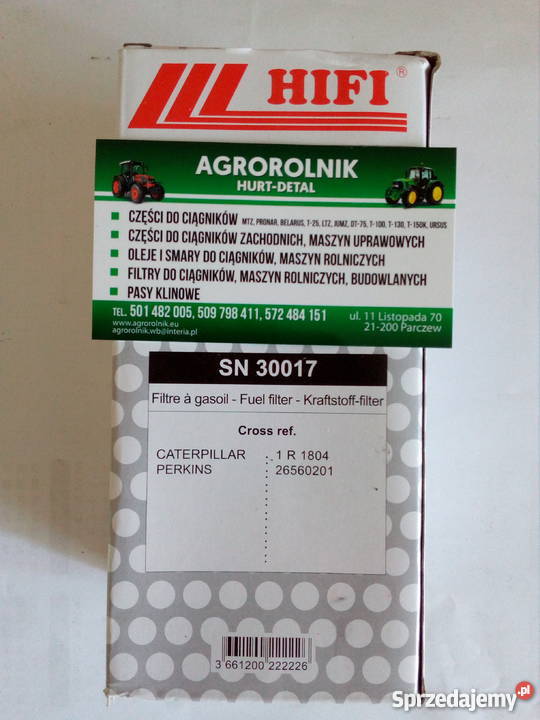 HIFI®
AGROROLNIK
HURT-DETAL
CZĘŚCI DO CIĄGNIKÓW MTZ, PRONAR, BELARUS, T-25, LTZ, JUMZ, DT-75, T-100, T-130, T-150K, URSUS
CZĘŚCI DO CIĄGNIKÓW ZACHODNICH, MASZYN UPRAWOWYCH
OLEJE I SMARY DO CIĄGNIKÓW, MASZYN ROLNICZYCH
FILTRY DO CIĄGNIKÓW, MASZYN ROLNICZYCH, BUDOWLANYCH
PASY KLINOWE
TEL. 501 482 005, 509 798 411, 572 484 151
ul. 11 Listopada 70
www.agrorolnik.eu
21-200 Parczew
agrorolnik.wb@interia.pl
SN 30017
Filtre à gasoil - Fuel filter - Kraftstoff-filter
Cross ref.
CATERPILLAR : 1 R 1804
PERKINS : 26560201
3 661200 222226
Sprzedajemy.pl